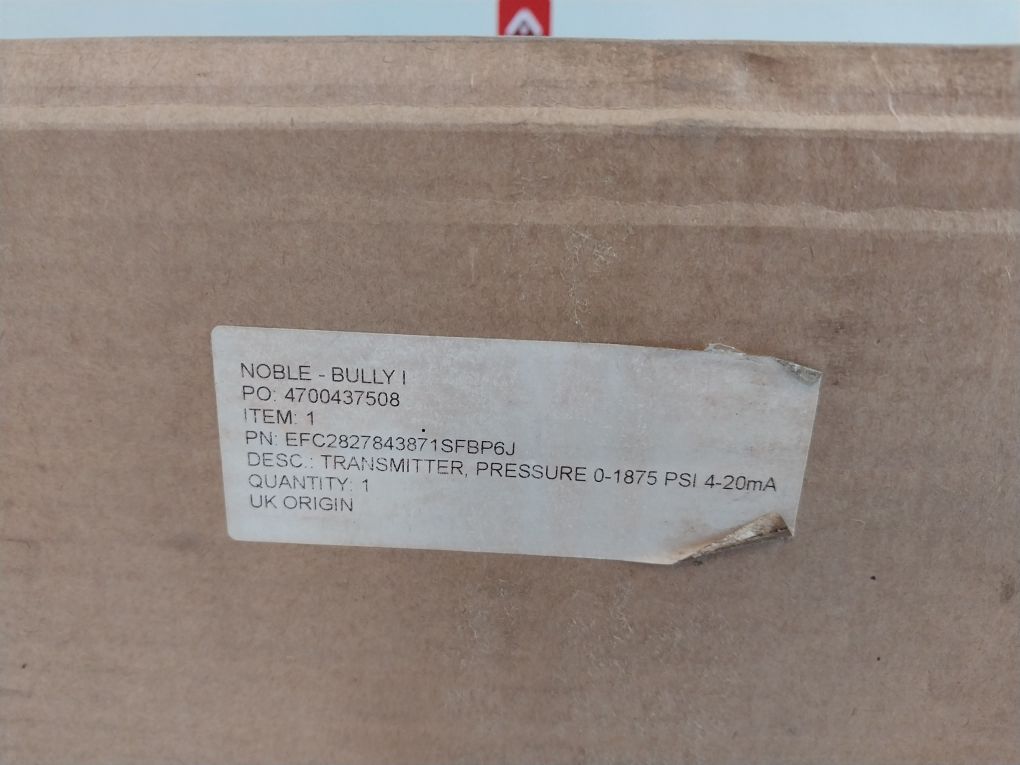 NOBLE - BULLY I
PO: 4700437508
ITEM: 1
PN: EFC2827843871SFBP6J
DESC.: TRANSMITTER, PRESSURE 0-1875 PSI 4-20mA
QUANTITY: 1
UK ORIGIN